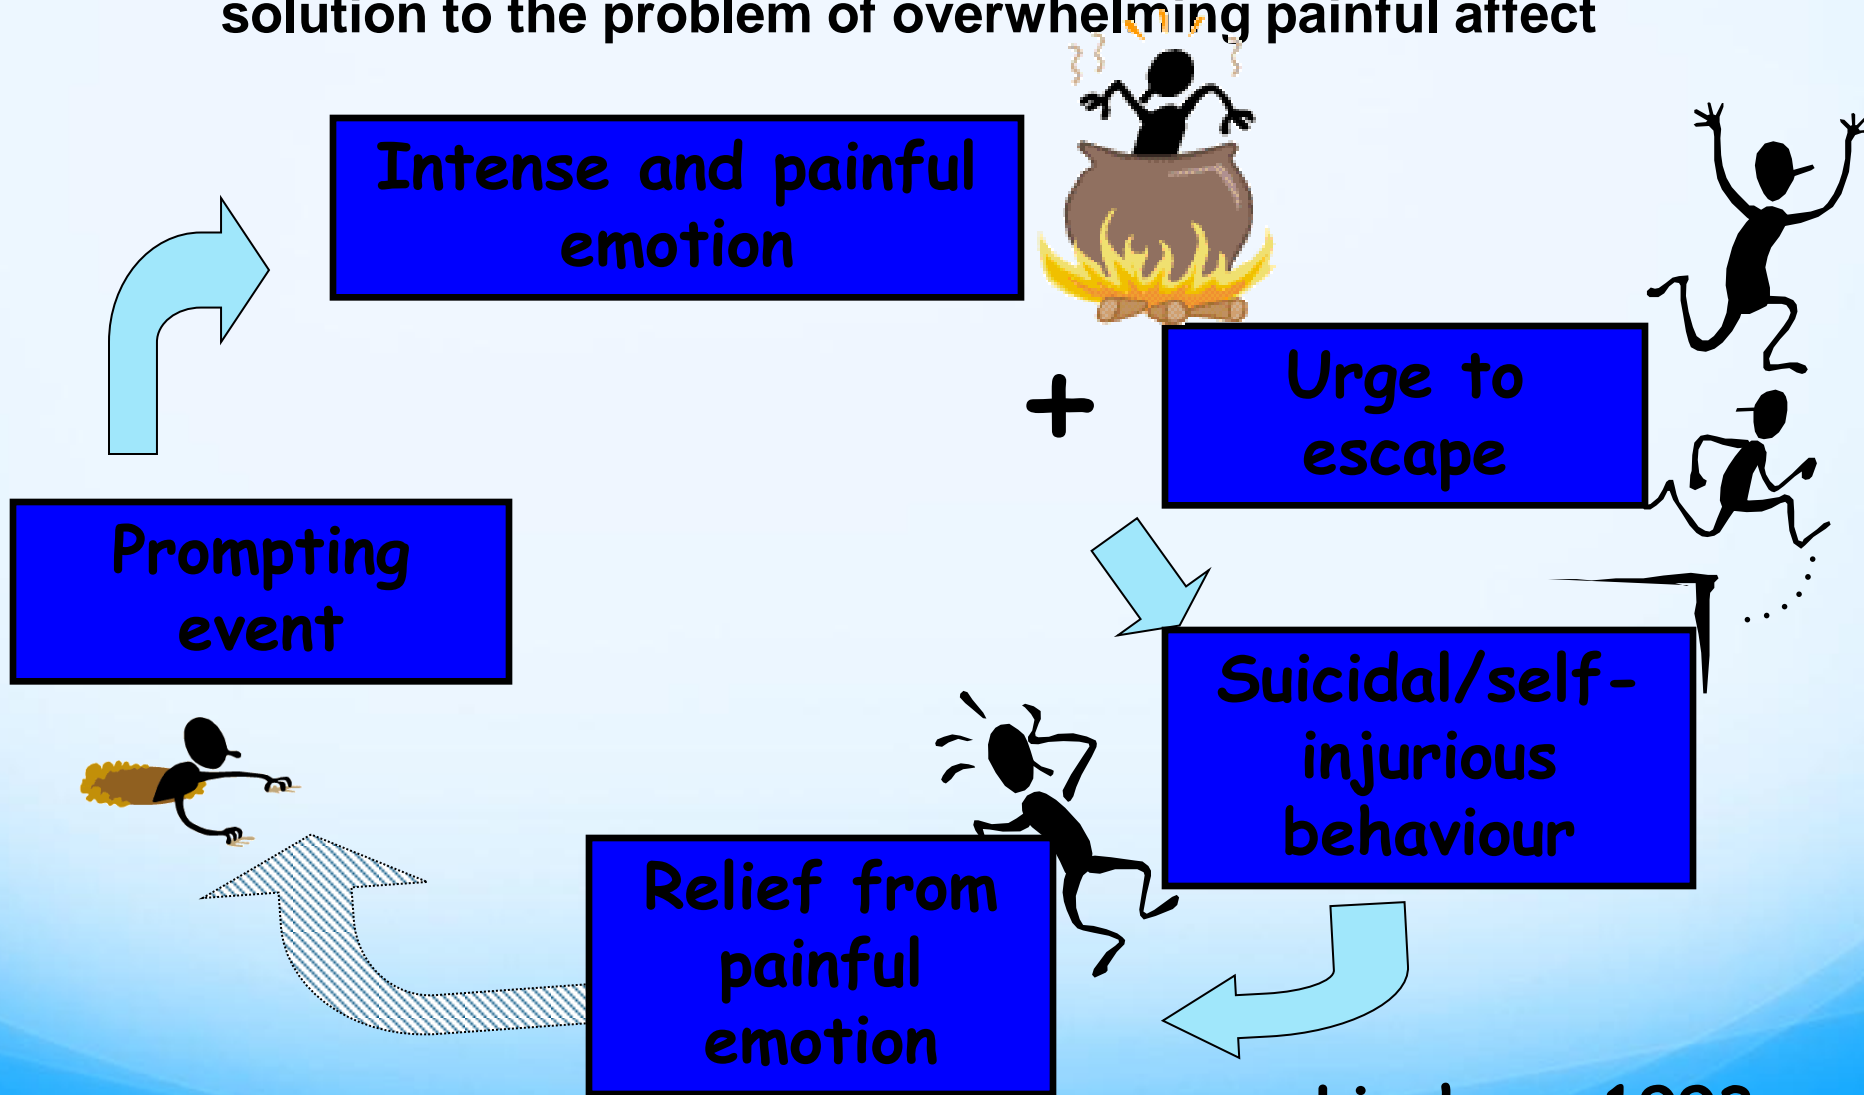 solution to the problem of overwhelming painful affect
Intense and painful
emotion
+
Urge to
escape
Prompting
event
Suicidal/self-
injurious
behaviour
Relief from
painful
emotion